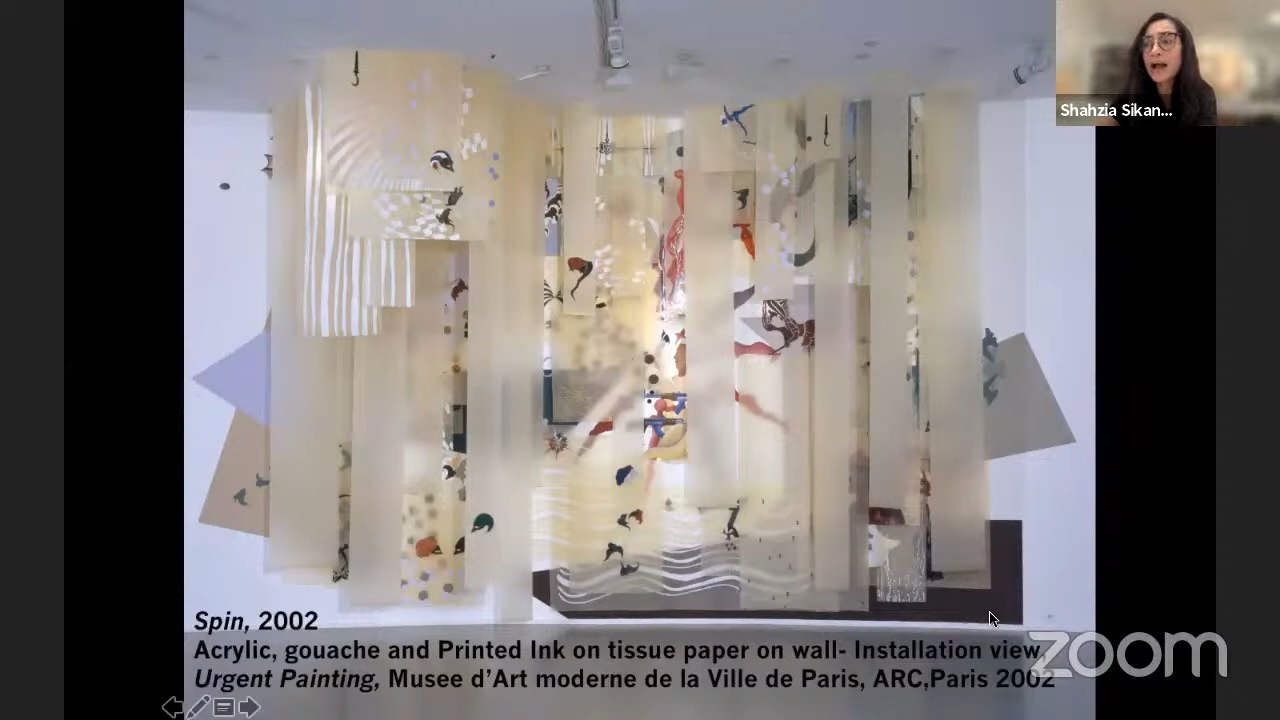 Shahzia Sikan...
Spin, 2002
Acrylic, gouache and Printed Ink on tissue paper on wall- Installation view,
Urgent Painting, Musee d'Art moderne de la Ville de Paris, ARC,Paris 2002
zoom